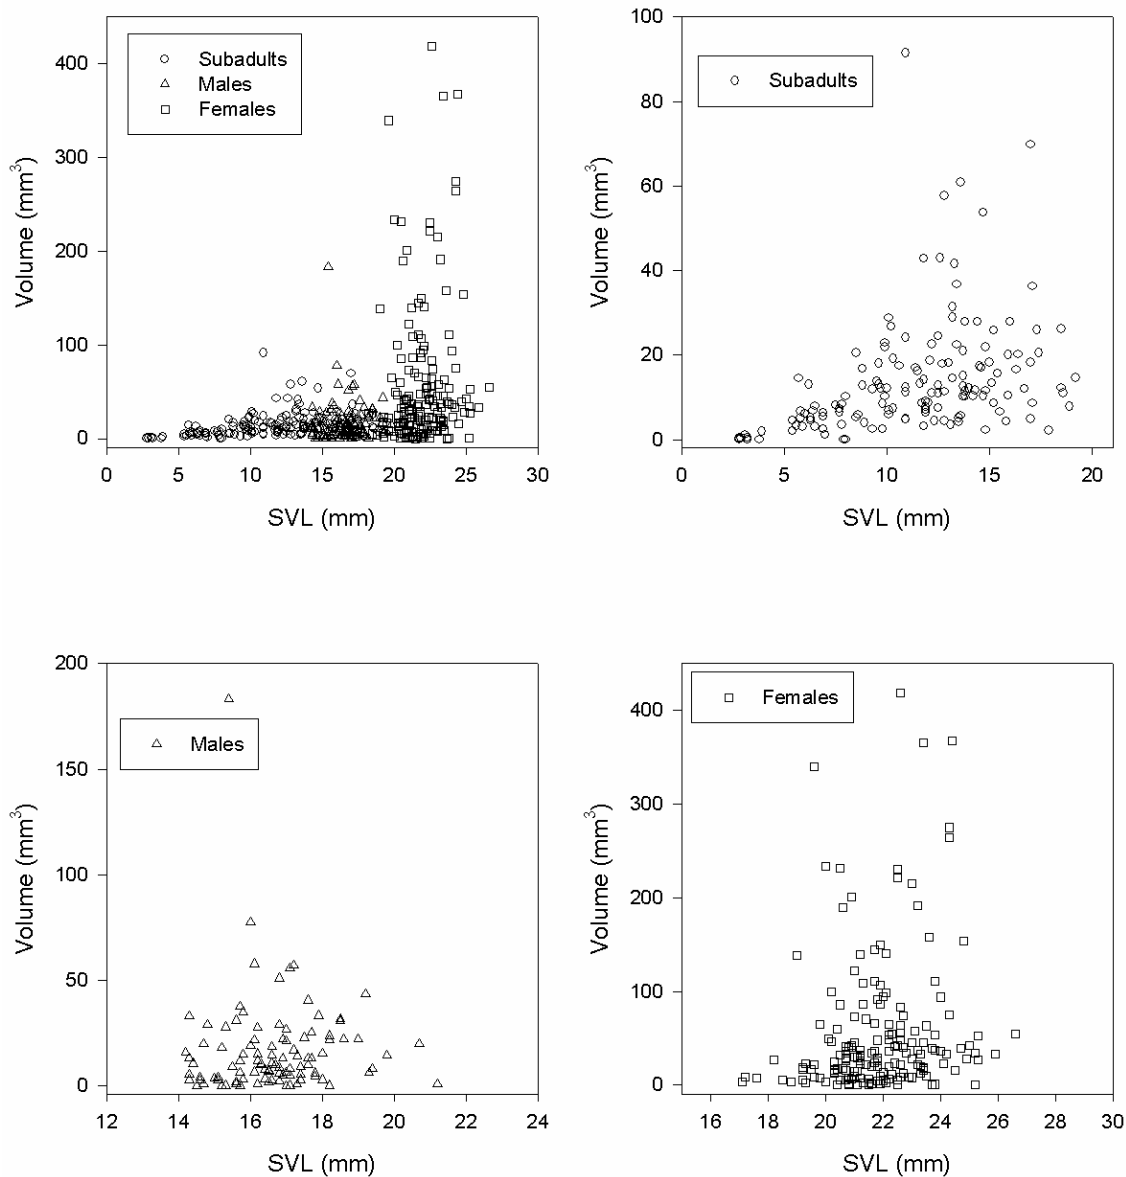 Subadults
Males
Females
Volume (mm³)
400
300
200
100
0
0 5 10 15 20 25 30
SVL (mm)
Subadults
Volume (mm³)
100
80
60
40
20
0
0 5 10 15 20
SVL (mm)
Males
Volume (mm³)
200
150
100
50
0
12 14 16 18 20 22 24
SVL (mm)
Females
Volume (mm³)
400
300
200
100
0
16 18 20 22 24 26 28 30
SVL (mm)